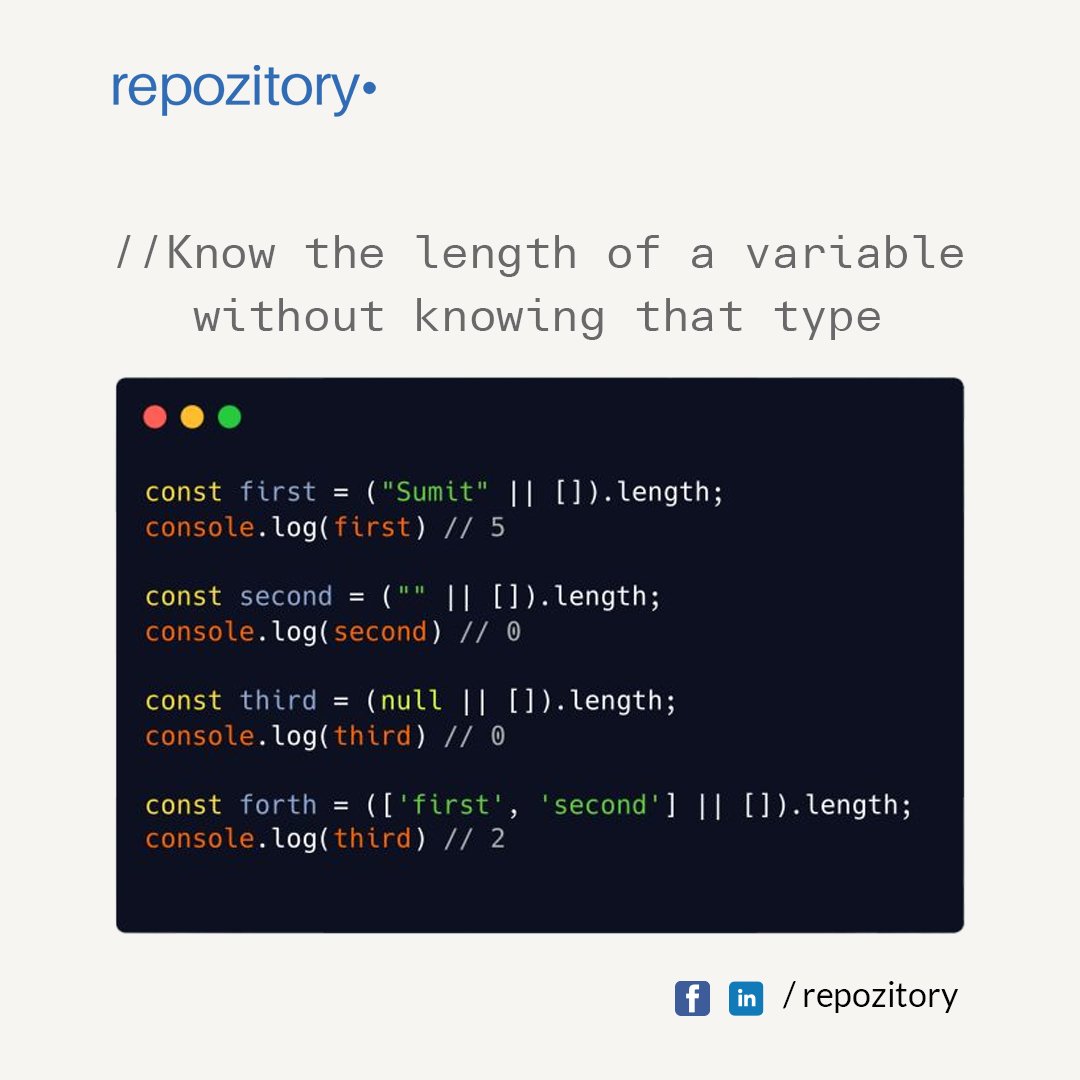 repozitory•
//Know the length of a variable
without knowing that type
const first = ("Sumit" || []).length;
console.log(first) // 5
const second = ("" || []).length;
console.log(second) // 0
const third = (null || []).length;
console.log(third) // 0
const forth = (['first', 'second'] || []).length;
console.log(third) // 2
f in / repozitory